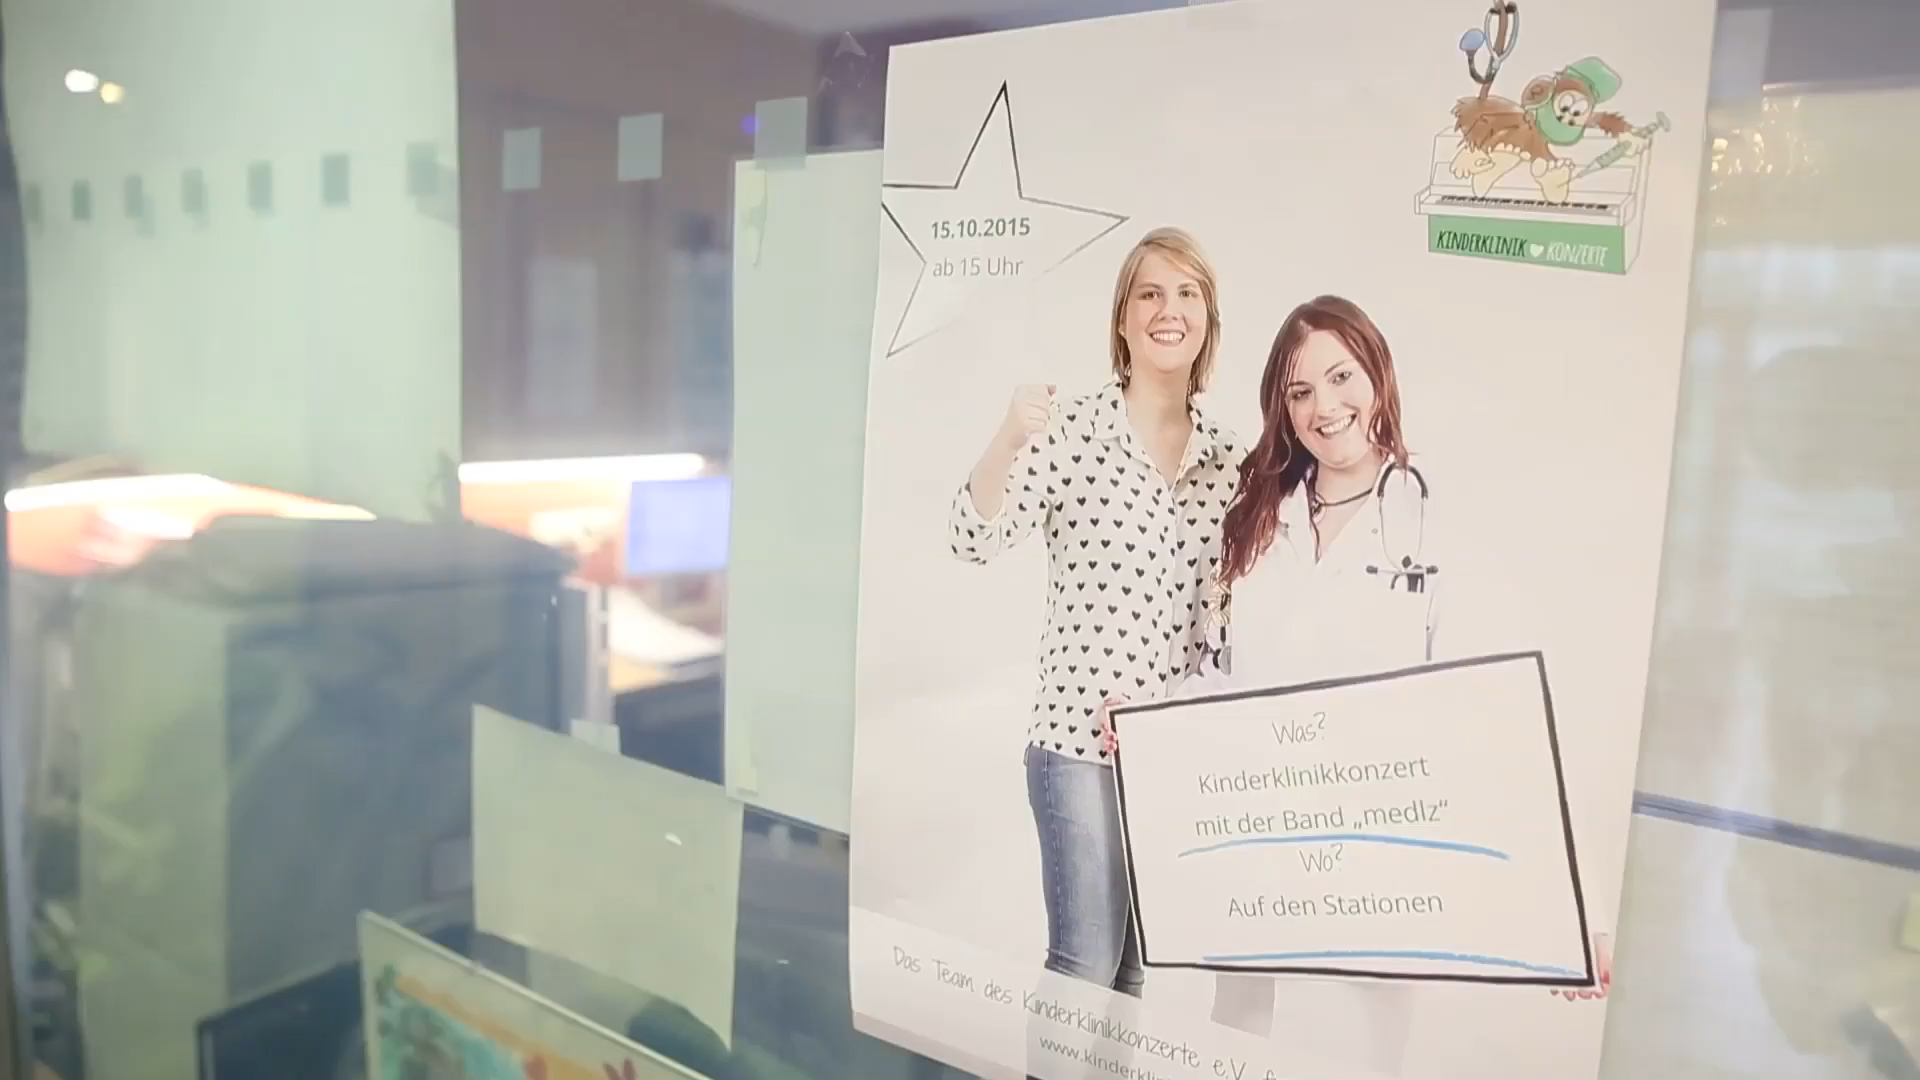 15.10.2015
ab 15 Uhr
KINDERKLINIK KONZERTE
Was?
Kinderklinikkonzert
mit der Band „medlz“
Wo?
Auf den Stationen
Das Team des Kinderklinikkonzerte e.V.